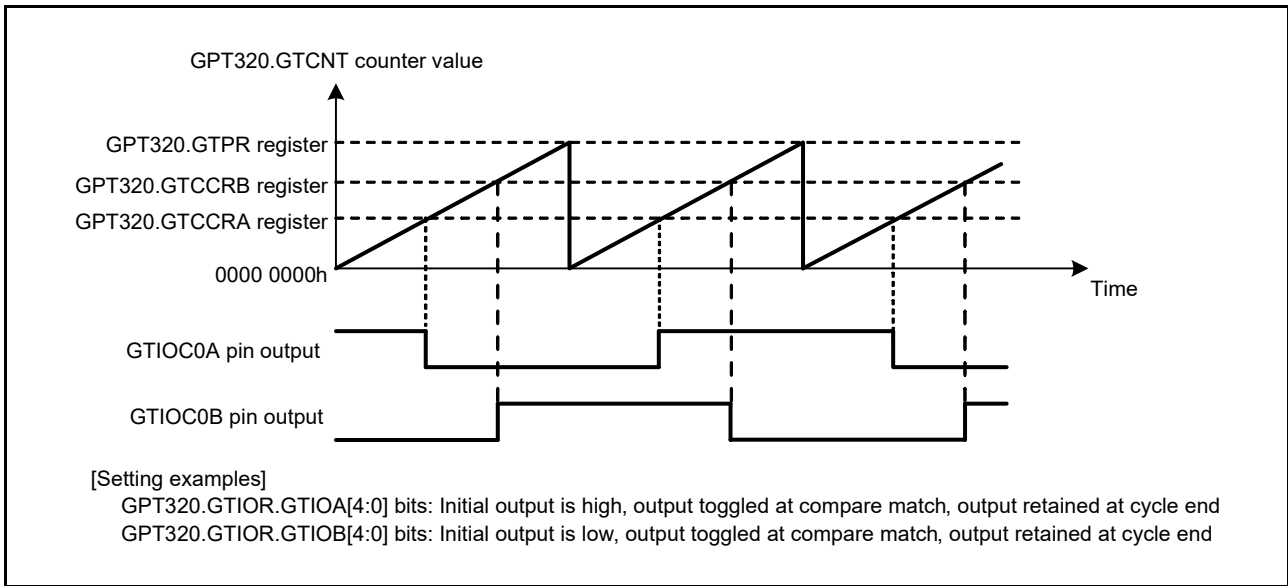 GPT320.GTCNT counter value
GPT320.GTPR register
GPT320.GTCCRB register
GPT320.GTCCRA register
0000 0000h
Time
GTIOC0A pin output
GTIOC0B pin output
[Setting examples]
GPT320.GTIOR.GTIOA[4:0] bits: Initial output is high, output toggled at compare match, output retained at cycle end
GPT320.GTIOR.GTIOB[4:0] bits: Initial output is low, output toggled at compare match, output retained at cycle end